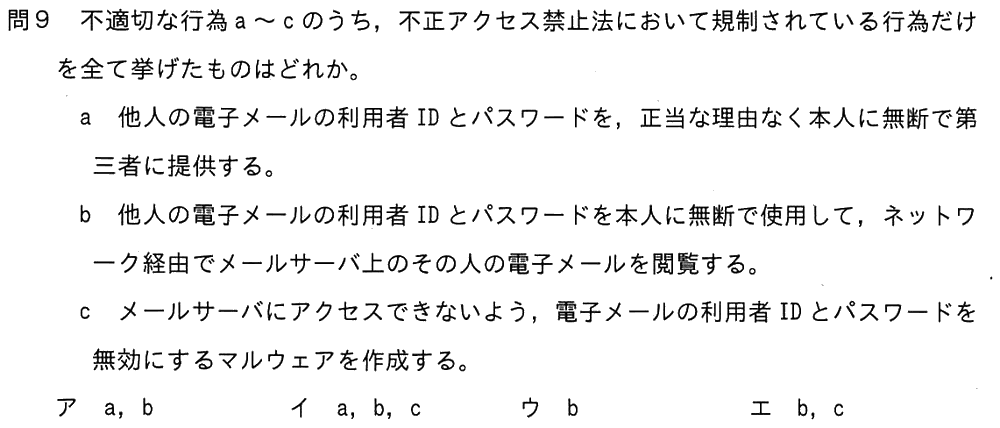 問９　不適切な行為 a ～ c のうち，不正アクセス禁止法において規制されている行為だけ
を全て挙げたものはどれか。
a　他人の電子メールの利用者 ID とパスワードを，正当な理由なく本人に無断で第
三者に提供する。
b　他人の電子メールの利用者 ID とパスワードを本人に無断で使用して，ネットワ
ーク経由でメールサーバ上のその人の電子メールを閲覧する。
c　メールサーバにアクセスできないよう，電子メールの利用者 ID とパスワードを
無効にするマルウェアを作成する。
ア　a，b　イ　a，b，c　ウ　b　エ　b，c